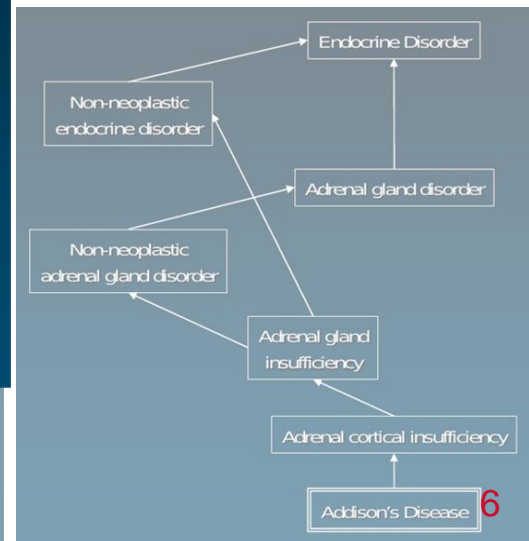 Endocrine Disorder
Non-neoplastic
endocrine disorder
Adrenal gland disorder
Non-neoplastic
adrenal gland disorder
Adrenal gland
insufficiency
Adrenal cortical insufficiency
Addison's Disease
6